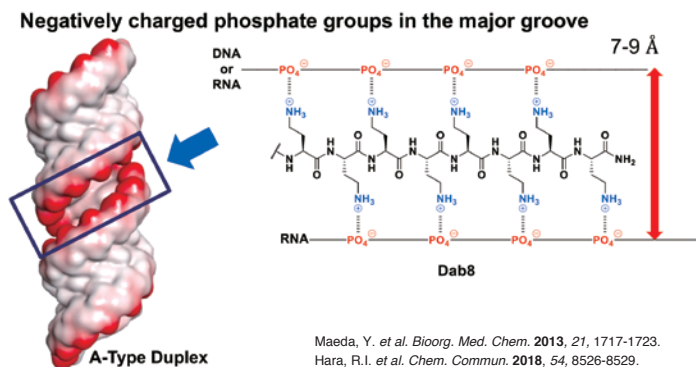 Negatively charged phosphate groups in the major groove
7-9 Å
DNA
or
RNA
PO₄⊖ PO₄⊖ PO₄⊖ PO₄⊖
⊕ ⊕ ⊕ ⊕
NH₃ NH₃ NH₃ NH₃
O O O O
H H H H
N N N N N N N NH₂
H H H H
O O O O
NH₃ NH₃ NH₃ NH₃
⊕ ⊕ ⊕ ⊕
RNA PO₄⊖ PO₄⊖ PO₄⊖ PO₄⊖
Dab8
A-Type Duplex
Maeda, Y. et al. Bioorg. Med. Chem. 2013, 21, 1717-1723.
Hara, R.I. et al. Chem. Commun. 2018, 54, 8526-8529.